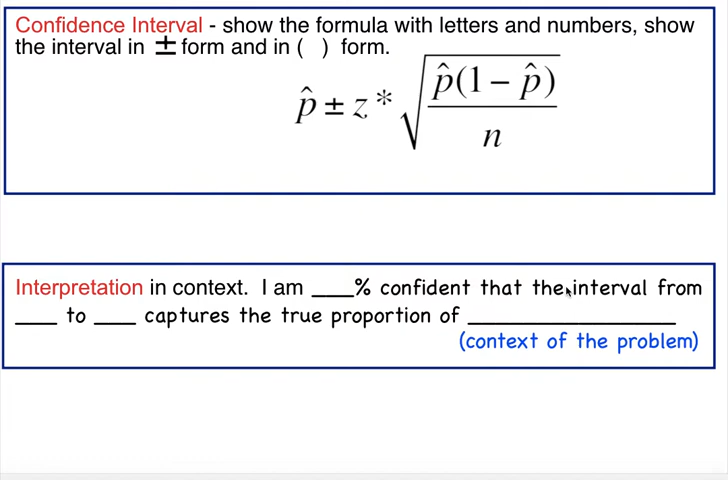 Confidence Interval - show the formula with letters and numbers, show
the interval in ± form and in ( ) form.
p̂ ± z * √(p̂(1 − p̂) / n)
Interpretation in context. I am ____% confident that the interval from
____ to ____ captures the true proportion of ____________________
(context of the problem)